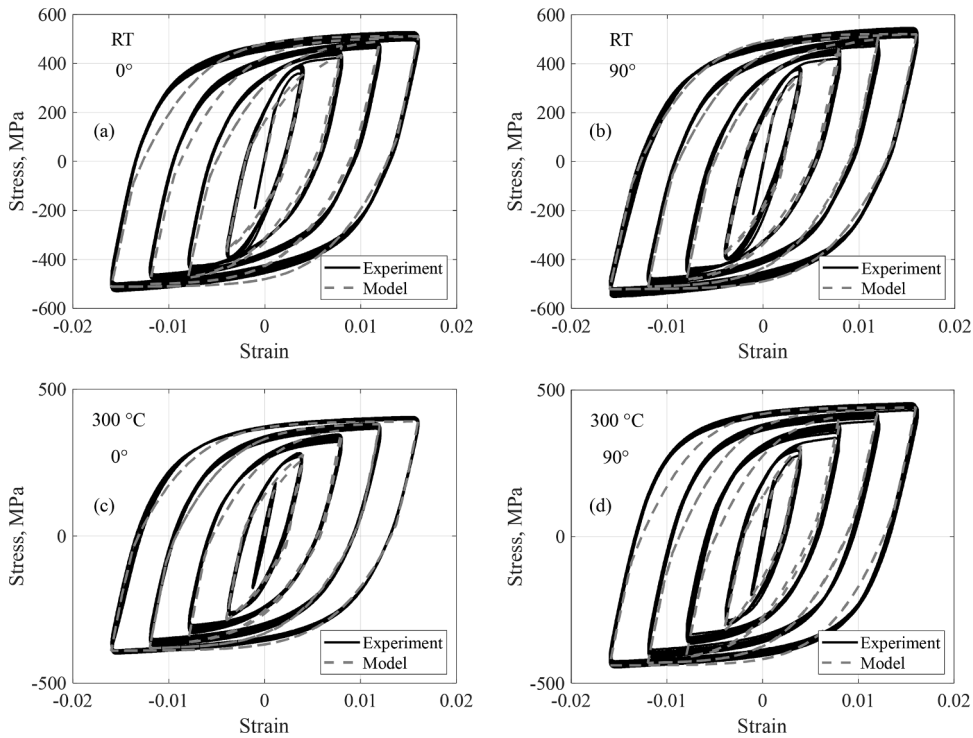 600
400
200
0
-200
-400
-600
Stress, MPa
RT
0°
(a)
Experiment
Model
-0.02
-0.01
0
0.01
0.02
Strain
600
400
200
0
-200
-400
-600
Stress, MPa
RT
90°
(b)
Experiment
Model
-0.02
-0.01
0
0.01
0.02
Strain
500
0
-500
Stress, MPa
300 °C
0°
(c)
Experiment
Model
-0.02
-0.01
0
0.01
0.02
Strain
500
0
-500
Stress, MPa
300 °C
90°
(d)
Experiment
Model
-0.02
-0.01
0
0.01
0.02
Strain